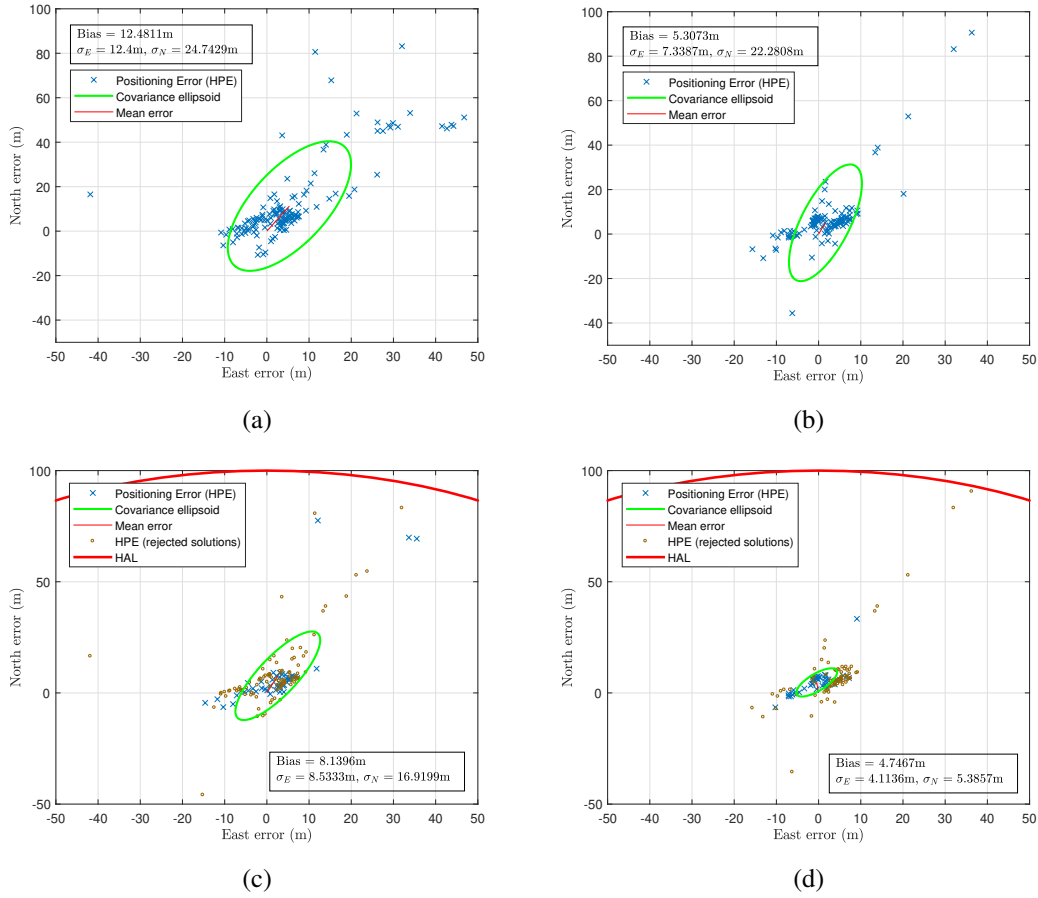 100
80
60
40
20
0
-20
-40
North error (m)
Bias = 12.4811m
σ_E = 12.4m, σ_N = 24.7429m
Positioning Error (HPE)
Covariance ellipsoid
Mean error
-50 -40 -30 -20 -10 0 10 20 30 40 50
East error (m)
(a)
100
80
60
40
20
0
-20
-40
North error (m)
Bias = 5.3073m
σ_E = 7.3387m, σ_N = 22.2808m
Positioning Error (HPE)
Covariance ellipsoid
Mean error
-50 -40 -30 -20 -10 0 10 20 30 40 50
East error (m)
(b)
100
50
0
-50
North error (m)
Positioning Error (HPE)
Covariance ellipsoid
Mean error
HPE (rejected solutions)
HAL
Bias = 8.1396m
σ_E = 8.5333m, σ_N = 16.9199m
-50 -40 -30 -20 -10 0 10 20 30 40 50
East error (m)
(c)
100
50
0
-50
North error (m)
Positioning Error (HPE)
Covariance ellipsoid
Mean error
HPE (rejected solutions)
HAL
Bias = 4.7467m
σ_E = 4.1136m, σ_N = 5.3857m
-50 -40 -30 -20 -10 0 10 20 30 40 50
East error (m)
(d)